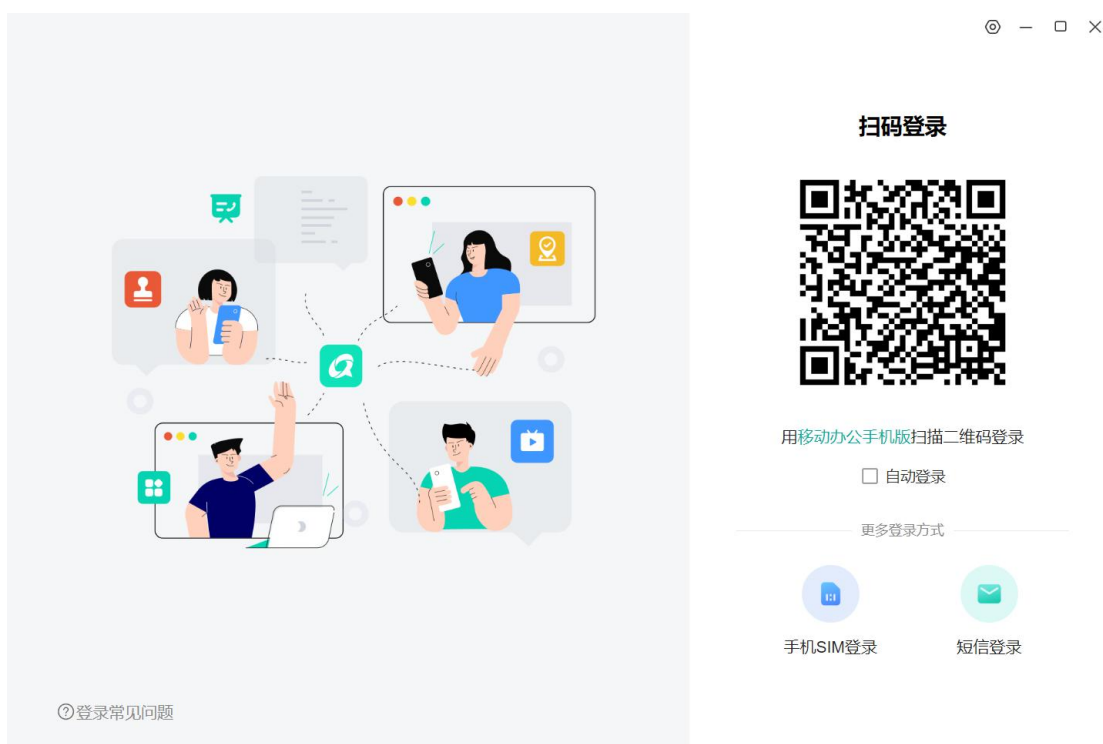 扫码登录
用移动办公手机版扫描二维码登录
自动登录
更多登录方式
手机SIM登录
短信登录
登录常见问题